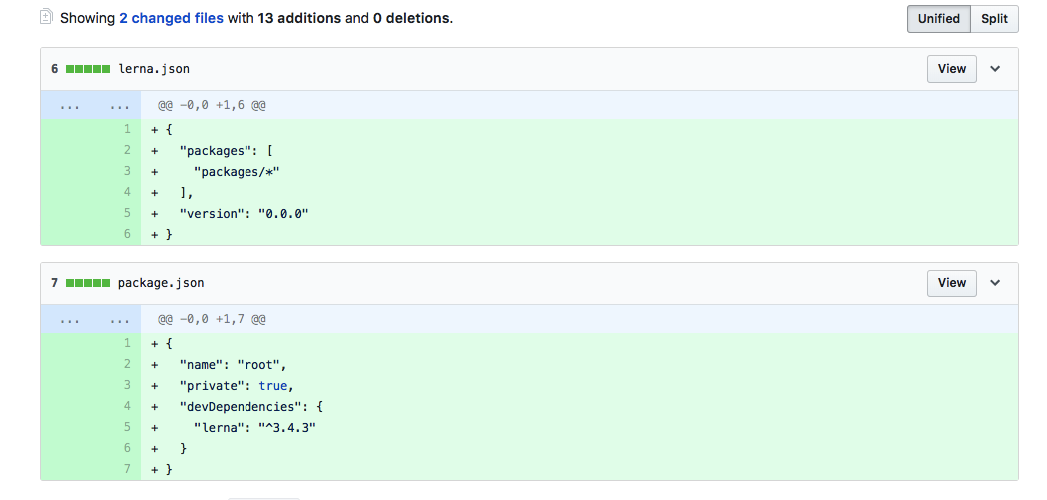 Showing 2 changed files with 13 additions and 0 deletions.
Unified Split
6 lerna.json View
... ... @@ -0,0 +1,6 @@
1 + {
2 +   "packages": [
3 +     "packages/*"
4 +   ],
5 +   "version": "0.0.0"
6 + }
7 package.json View
... ... @@ -0,0 +1,7 @@
1 + {
2 +   "name": "root",
3 +   "private": true,
4 +   "devDependencies": {
5 +     "lerna": "^3.4.3"
6 +   }
7 + }